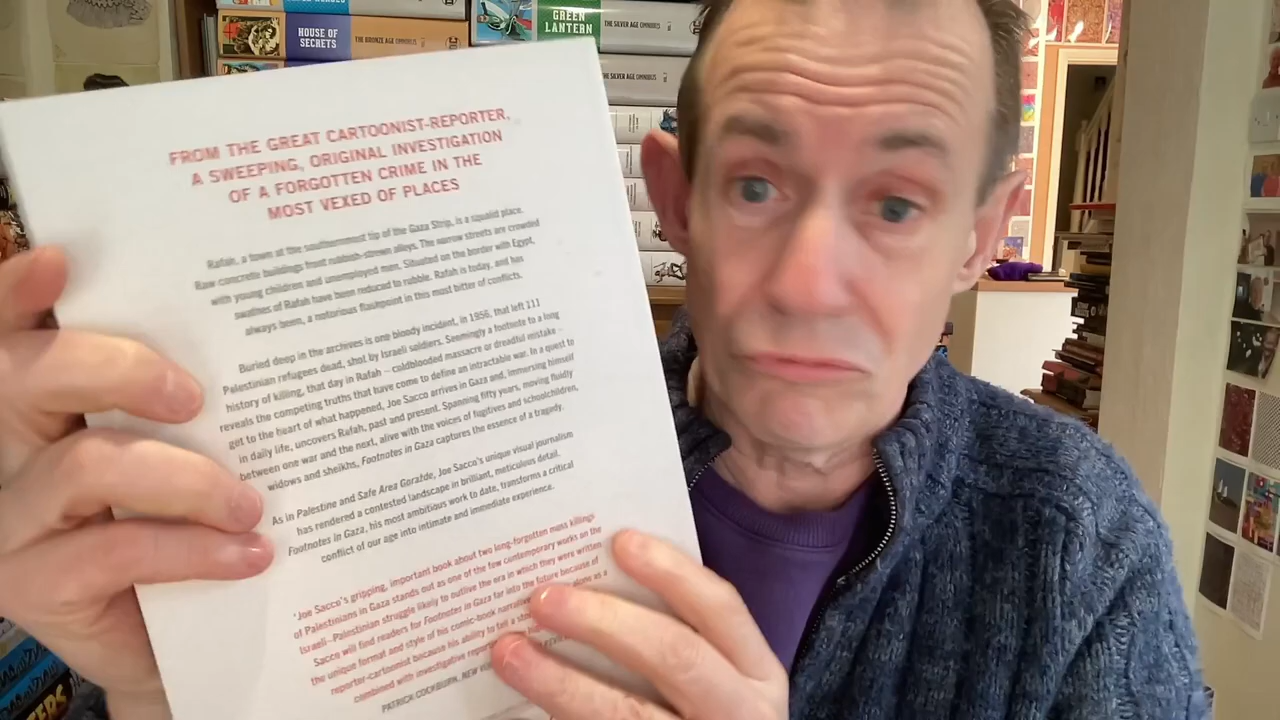 HOUSE OF
SECRETS
THE BRONZE AGE OMNIBUS
GREEN
LANTERN
THE SILVER AGE OMNIBUS
THE SILVER AGE OMNIBUS
FROM THE GREAT CARTOONIST-REPORTER,
A SWEEPING, ORIGINAL INVESTIGATION
OF A FORGOTTEN CRIME IN THE
MOST VEXED OF PLACES
Rafah, a town at the southernmost tip of the Gaza Strip, is a squalid place.
Raw concrete buildings front rubbish-strewn alleys. The narrow streets are crowded
with young children and unemployed men. Situated on the border with Egypt,
swathes of Rafah have been reduced to rubble. Rafah is today, and has
always been, a notorious flashpoint in this most bitter of conflicts.
Buried deep in the archives is one bloody incident, in 1956, that left 111
Palestinian refugees dead, shot by Israeli soldiers. Seemingly a footnote to a long
history of killing, that day in Rafah – coldblooded massacre or dreadful mistake –
reveals the competing truths that have come to define an intractable war. In a quest to
get to the heart of what happened, Joe Sacco arrives in Gaza and, immersing himself
in daily life, uncovers Rafah, past and present. Spanning fifty years, moving fluidly
between one war and the next, alive with the voices of fugitives and schoolchildren,
widows and sheikhs, Footnotes in Gaza captures the essence of a tragedy.
As in Palestine and Safe Area Goražde, Joe Sacco's unique visual journalism
has rendered a contested landscape in brilliant, meticulous detail.
Footnotes in Gaza, his most ambitious work to date, transforms a critical
conflict of our age into intimate and immediate experience.
'Joe Sacco's gripping, important book about two long-forgotten mass killings
of Palestinians in Gaza stands out as one of the few contemporary works on the
Israeli–Palestinian struggle likely to outlive the era in which they were written
Sacco will find readers for Footnotes in Gaza far into the future because of
the unique format and style of his comic-book narrative alone as a
reporter-cartoonist because his ability to tell a
combined with investigative
PATRICK COCKBURN, NEW